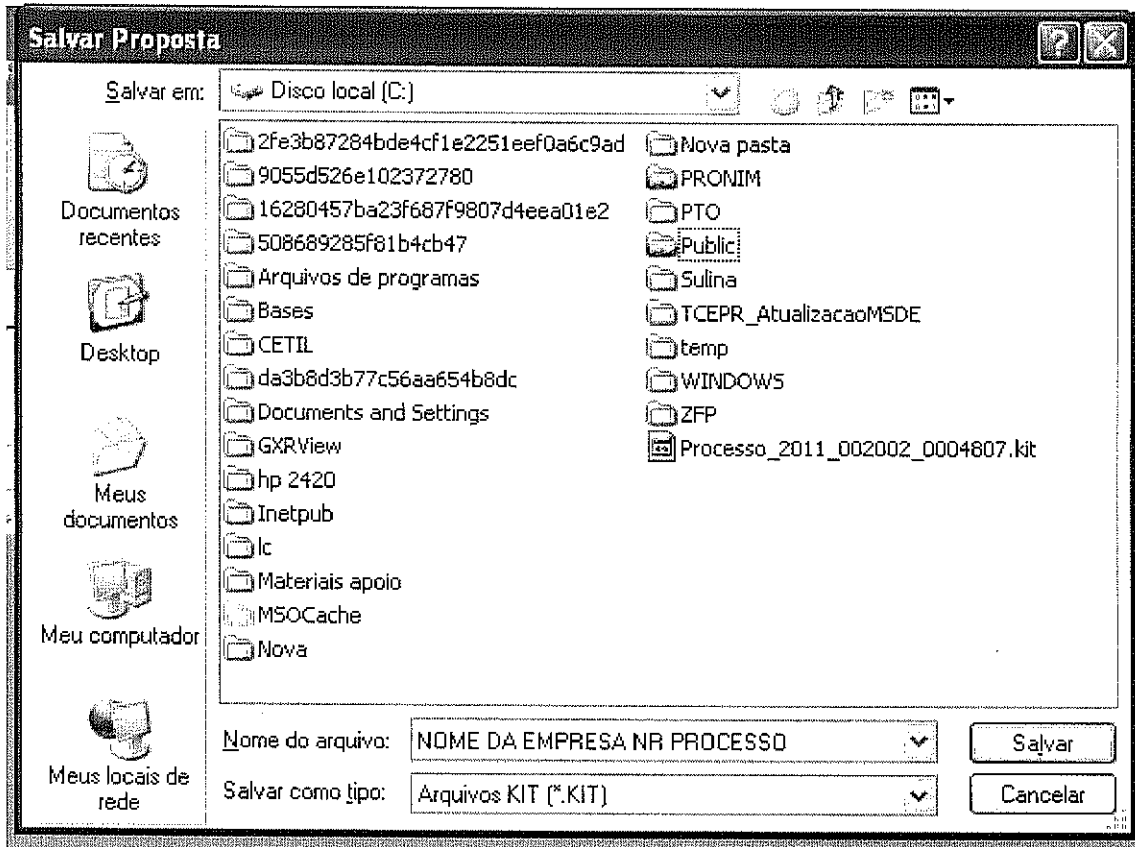 Salvar Proposta
Salvar em:
Disco local (C:)
Documentos
recentes
Desktop
Meus
documentos
Meu computador
Meus locais de
rede
2fe3b87284bde4cf1e2251eef0a6c9ad
9055d526e102372780
16280457ba23f687f9807d4eea01e2
508689285f81b4cb47
Arquivos de programas
Bases
CETIL
da3b8d3b77c56aa654b8dc
Documents and Settings
GXRView
hp 2420
Inetpub
lc
Materiais apoio
MSOCache
Nova
Nova pasta
PRONIM
PTO
Public
Sulina
TCEPR_AtualizacaoMSDE
temp
WINDOWS
ZFP
Processo_2011_002002_0004807.kit
Nome do arquivo:
NOME DA EMPRESA NR PROCESSO
Salvar
Salvar como tipo:
Arquivos KIT (*.KIT)
Cancelar